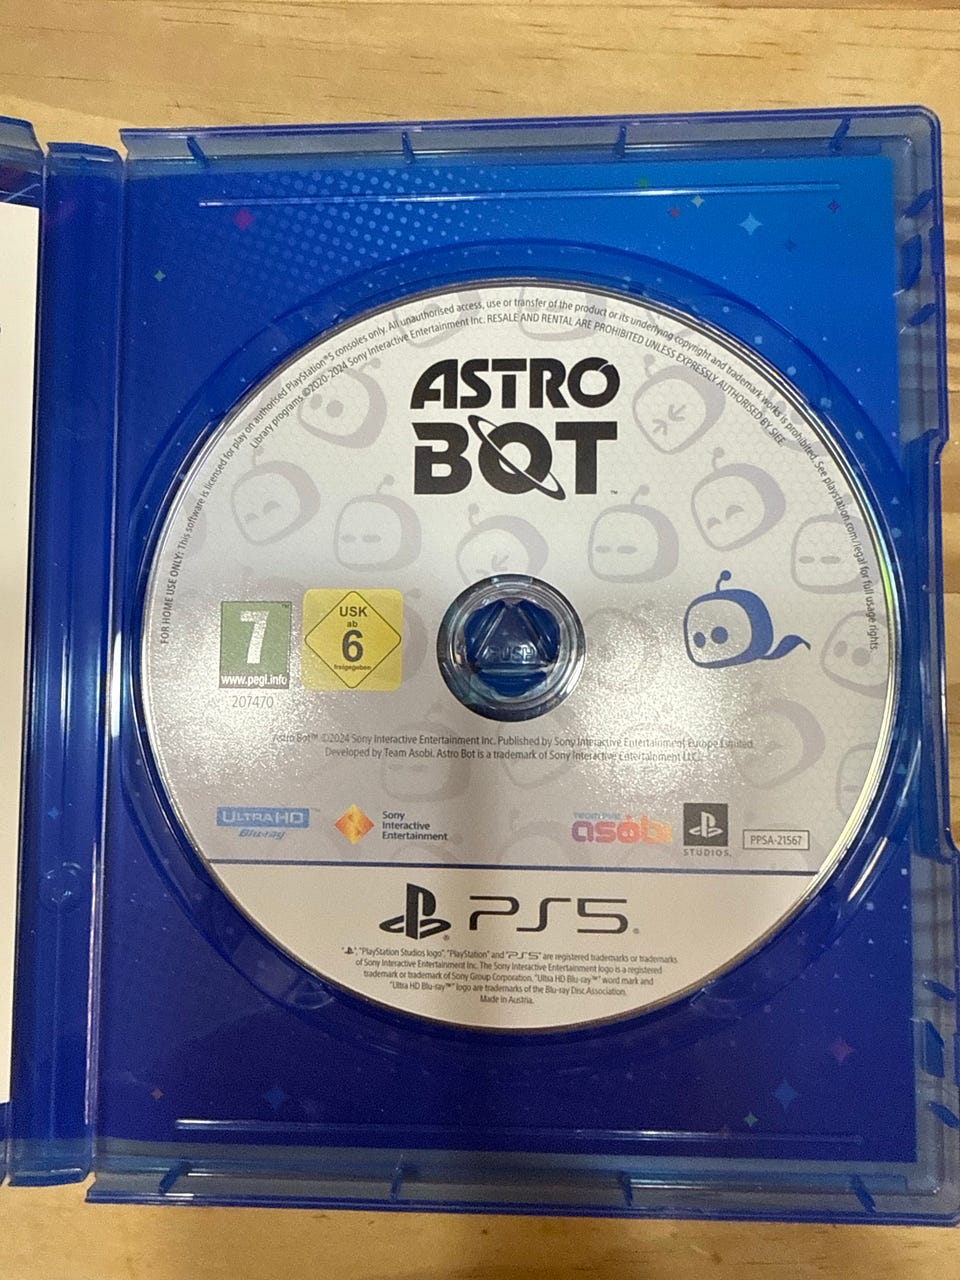 FOR HOME USE ONLY: This software is licensed for play on authorised PlayStation®5 consoles only. All unauthorised access, use or transfer of the product or its underlying copyright and trademark works is prohibited. See playstation.com/legal for full usage rights.
Library programs ©2020-2024 Sony Interactive Entertainment Inc. RESALE AND RENTAL ARE PROHIBITED UNLESS EXPRESSLY AUTHORISED BY SIEE
ASTRO
BOT™
7™
www.pegi.info
207470
USK
ab
6
freigegeben
PUSH
Astro Bot™ ©2024 Sony Interactive Entertainment Inc. Published by Sony Interactive Entertainment Europe Limited.
Developed by Team Asobi. Astro Bot is a trademark of Sony Interactive Entertainment LLC.
ULTRA HD™
Blu-ray
Sony
Interactive
Entertainment
TEAM
asobi
STUDIOS.
PPSA-21567
PS5®
"PS", "PlayStation Studios logo", "PlayStation" and "PS5" are registered trademarks or trademarks
of Sony Interactive Entertainment Inc. The Sony Interactive Entertainment logo is a registered
trademark or trademark of Sony Group Corporation. "Ultra HD Blu-ray™" word mark and
"Ultra HD Blu-ray™" logo are trademarks of the Blu-ray Disc Association.
Made in Austria.